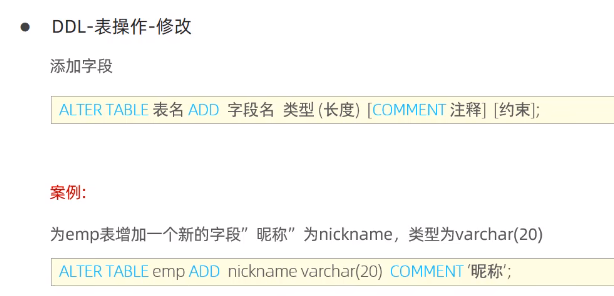 DDL-表操作-修改
添加字段
ALTER TABLE 表名 ADD 字段名 类型 (长度) [COMMENT 注释] [约束];
案例:
为emp表增加一个新的字段”昵称”为nickname，类型为varchar(20)
ALTER TABLE emp ADD nickname varchar(20) COMMENT '昵称';